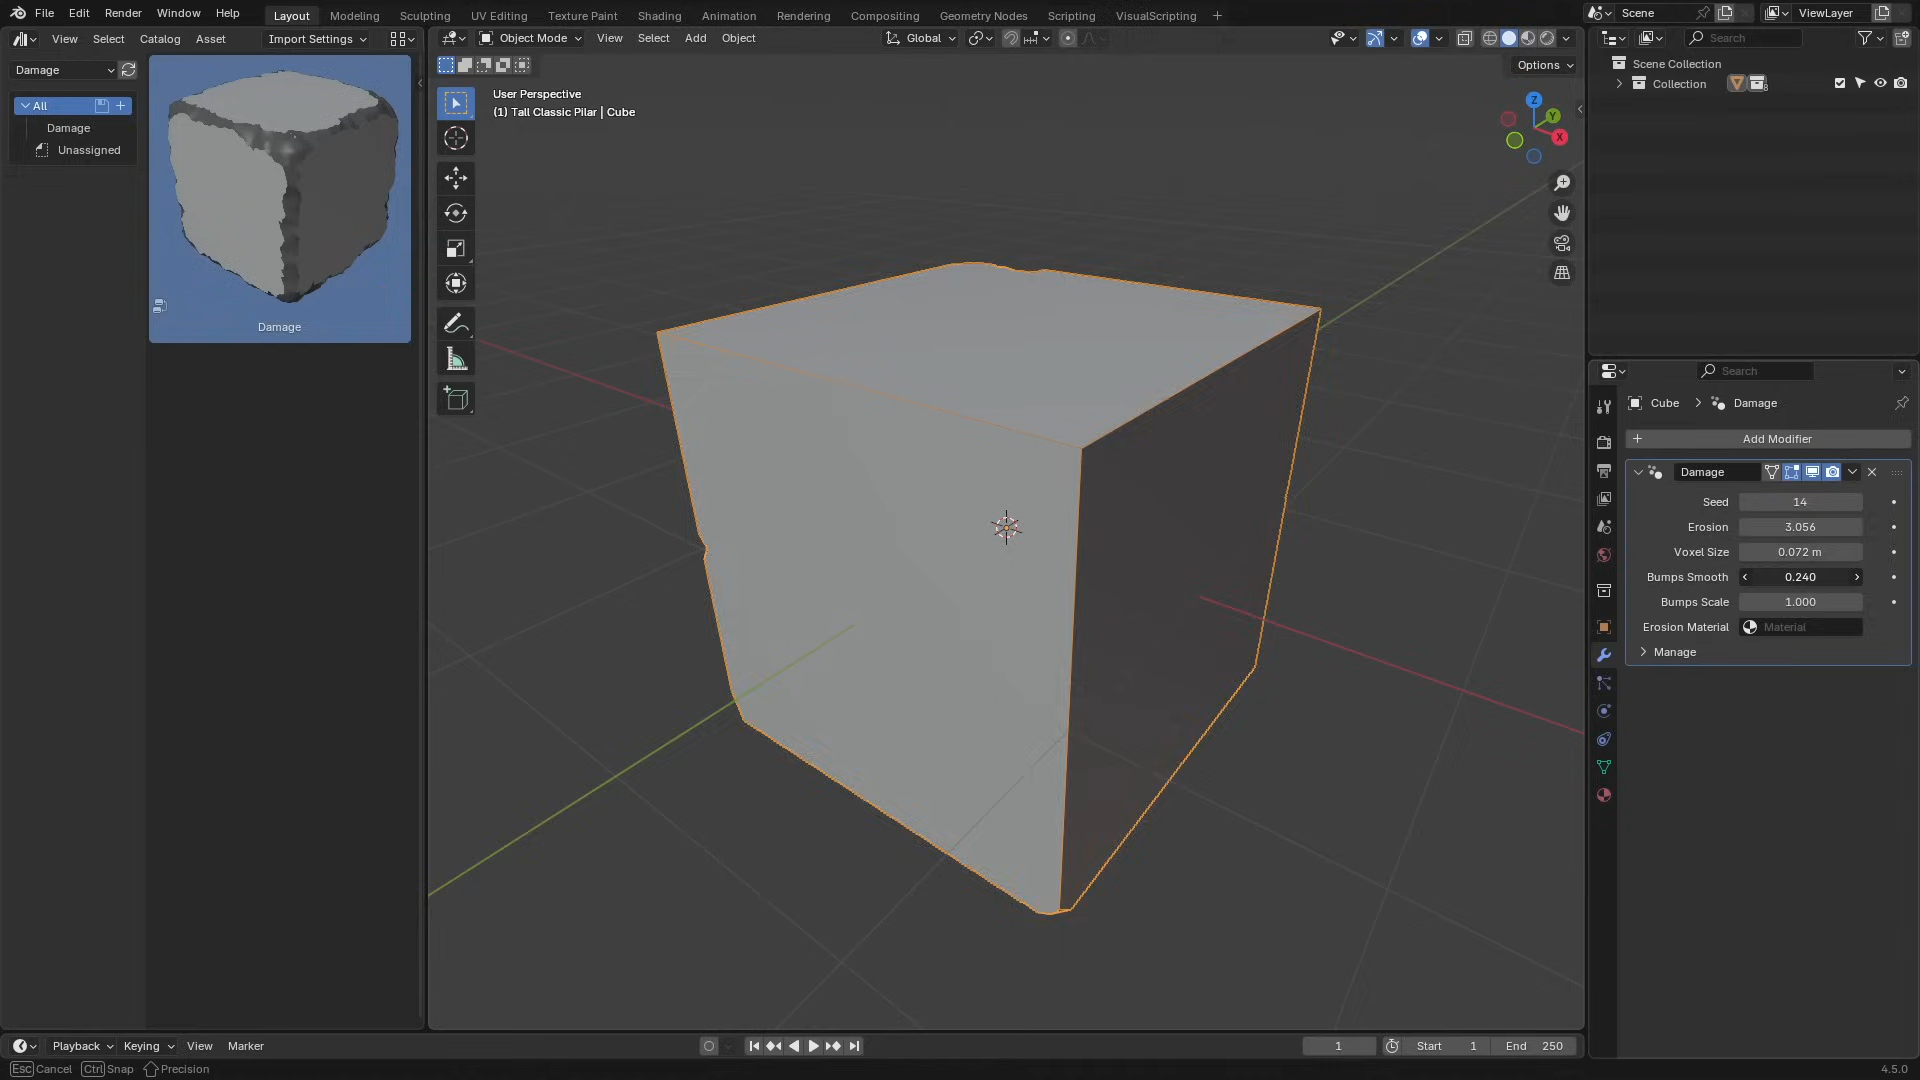 File Edit Render Window Help
Layout Modeling Sculpting UV Editing Texture Paint Shading Animation Rendering Compositing Geometry Nodes Scripting VisualScripting +
Scene
ViewLayer
View Select Catalog Asset
Import Settings
Object Mode
View Select Add Object
Global
Search
Damage
Options
All
Damage
Unassigned
Damage
User Perspective
(1) Tall Classic Pilar | Cube
Z
Y
X
Scene Collection
Collection
8
Search
Cube > Damage
Add Modifier
Damage
Seed 14
Erosion 3.056
Voxel Size 0.072 m
Bumps Smooth 0.240
Bumps Scale 1.000
Erosion Material Material
Manage
Playback Keying View Marker
1
Start 1
End 250
Esc Cancel Ctrl Snap Precision
4.5.0